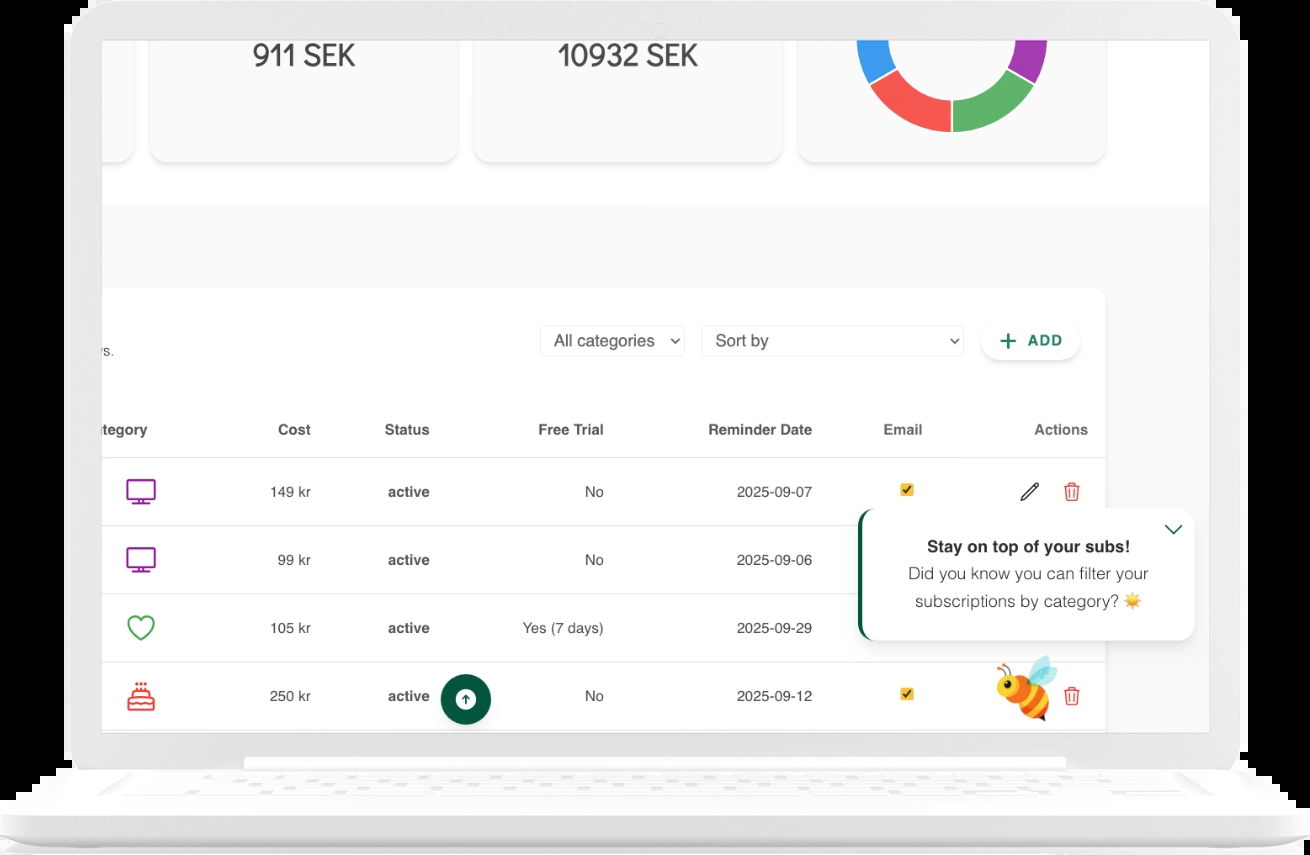 911 SEK
10932 SEK
All categories
Sort by
+ ADD
/s.
tegory
Cost
Status
Free Trial
Reminder Date
Email
Actions
149 kr
active
No
2025-09-07
99 kr
active
No
2025-09-06
105 kr
active
Yes (7 days)
2025-09-29
250 kr
active
No
2025-09-12
Stay on top of your subs!
Did you know you can filter your
subscriptions by category? ☀️